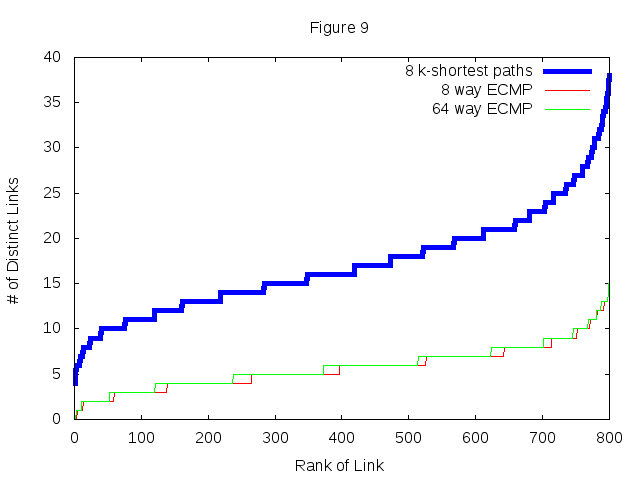 Figure 9
8 k-shortest paths
8 way ECMP
64 way ECMP
# of Distinct Links
40
35
30
25
20
15
10
5
0
0 100 200 300 400 500 600 700 800
Rank of Link